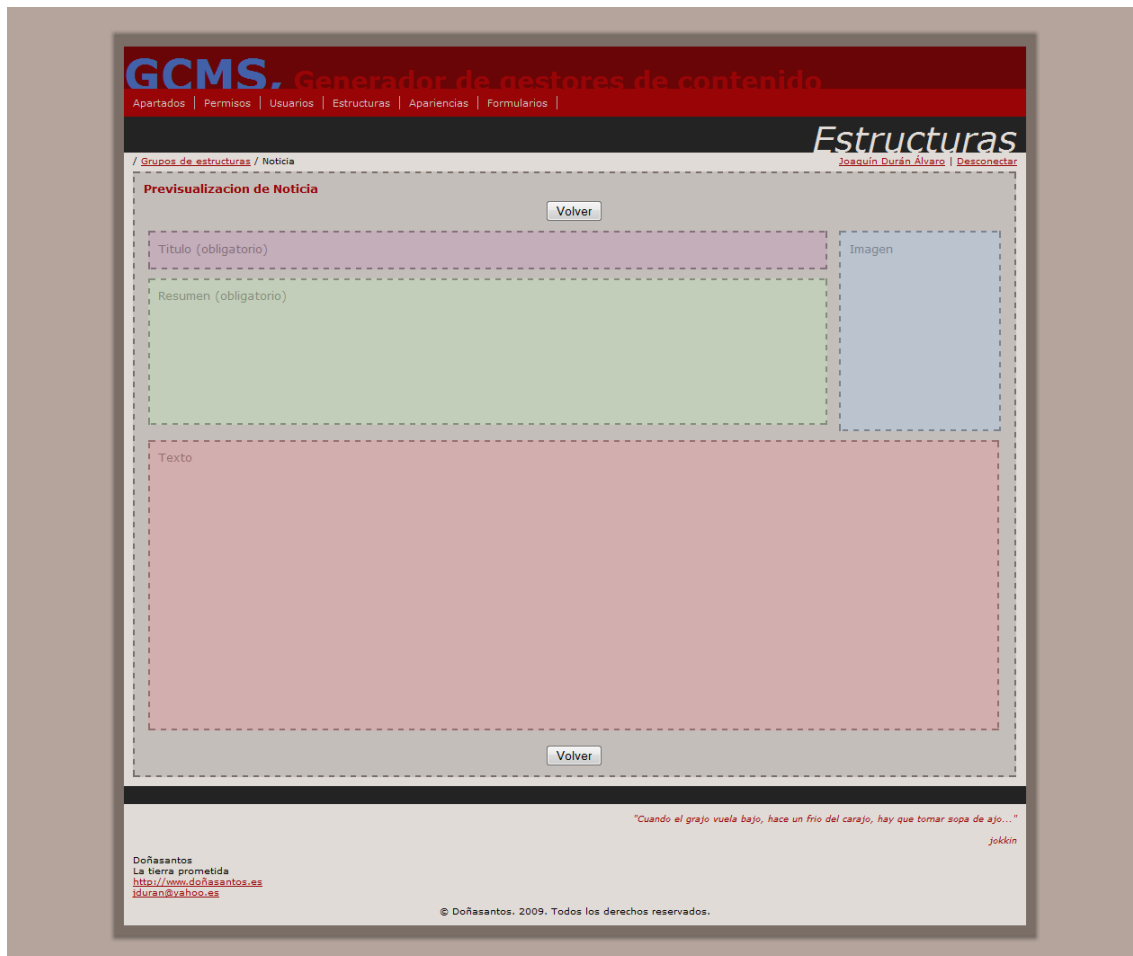 GCMS, Generador de gestores de contenido
Apartados | Permisos | Usuarios | Estructuras | Apariencias | Formularios |
Estructuras
/ Grupos de estructuras / Noticia
Joaquín Durán Álvaro | Desconectar
Previsualizacion de Noticia
Volver
Titulo (obligatorio)
Imagen
Resumen (obligatorio)
Texto
Volver
"Cuando el grajo vuela bajo, hace un frio del carajo, hay que tomar sopa de ajo..."
jokkin
Doñasantos
La tierra prometida
http://www.doñasantos.es
jduran@yahoo.es
© Doñasantos. 2009. Todos los derechos reservados.